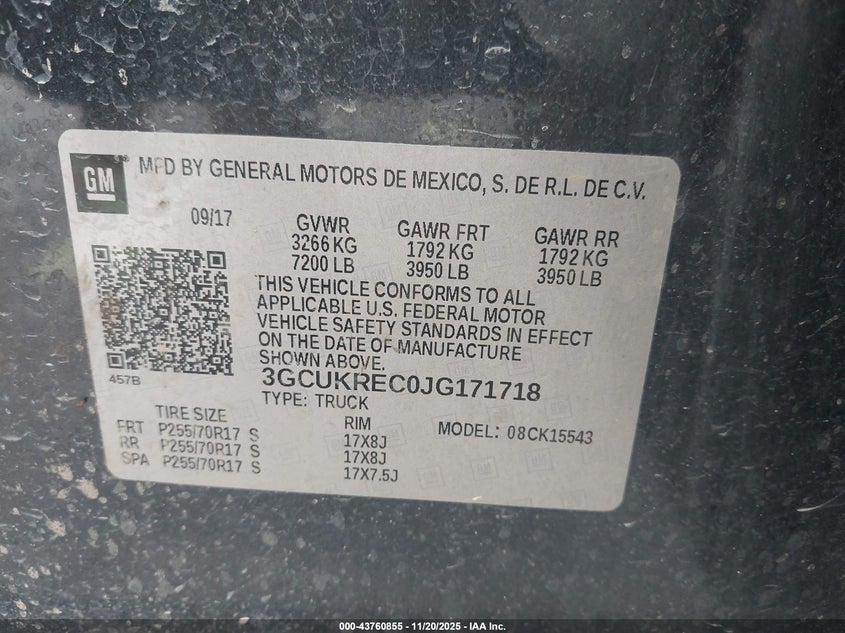 GM
MFD BY GENERAL MOTORS DE MEXICO, S. DE R.L. DE C.V.
09/17
GVWR
3266 KG
7200 LB
GAWR FRT
1792 KG
3950 LB
GAWR RR
1792 KG
3950 LB
THIS VEHICLE CONFORMS TO ALL
APPLICABLE U.S. FEDERAL MOTOR
VEHICLE SAFETY STANDARDS IN EFFECT
ON THE DATE OF MANUFACTURE
SHOWN ABOVE.
457B
3GCUKREC0JG171718
TYPE: TRUCK
TIRE SIZE
RIM
MODEL: 08CK15543
FRT P255/70R17 S 17X8J
RR P255/70R17 S 17X8J
SPA P255/70R17 S 17X7.5J
000-43760855 - 11/20/2025 - IAA Inc.